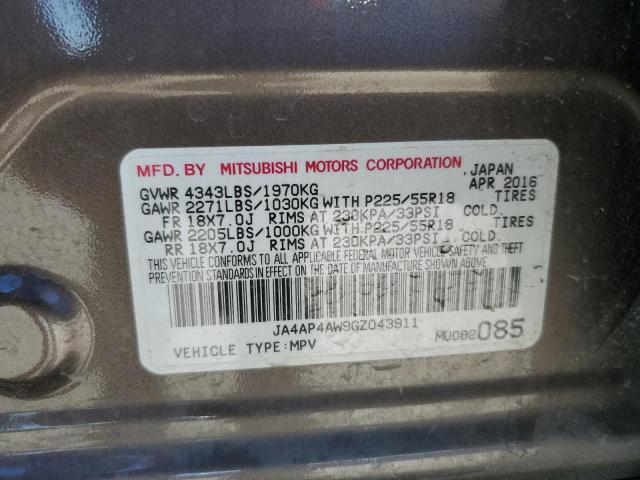 MFD. BY MITSUBISHI MOTORS CORPORATION, JAPAN
GVWR 4343LBS/1970KG APR 2016
GAWR 2271LBS/1030KG WITH P225/55R18 TIRES
FR 18X7.0J RIMS AT 230KPA/33PSI COLD.
GAWR 2205LBS/1000KG WITH P225/55R18 TIRES
RR 18X7.0J RIMS AT 230KPA/33PSI COLD.
THIS VEHICLE CONFORMS TO ALL APPLICABLE FEDERAL MOTOR VEHICLE SAFETY AND THEFT
PREVENTION STANDARDS IN EFFECT ON THE DATE OF MANUFACTURE SHOWN ABOVE.
JA4AP4AW9GZ043911
VEHICLE TYPE:MPV MU082085